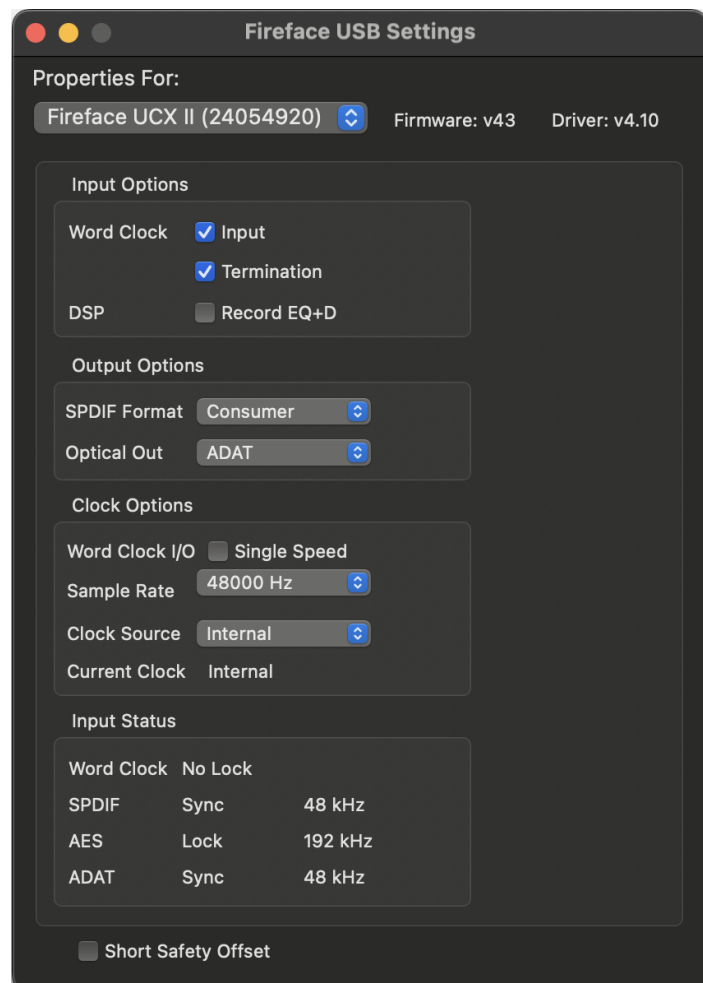 Fireface USB Settings
Properties For:
Fireface UCX II (24054920) Firmware: v43 Driver: v4.10
Input Options
Word Clock Input
Termination
DSP Record EQ+D
Output Options
SPDIF Format Consumer
Optical Out ADAT
Clock Options
Word Clock I/O Single Speed
Sample Rate 48000 Hz
Clock Source Internal
Current Clock Internal
Input Status
Word Clock No Lock
SPDIF Sync 48 kHz
AES Lock 192 kHz
ADAT Sync 48 kHz
Short Safety Offset